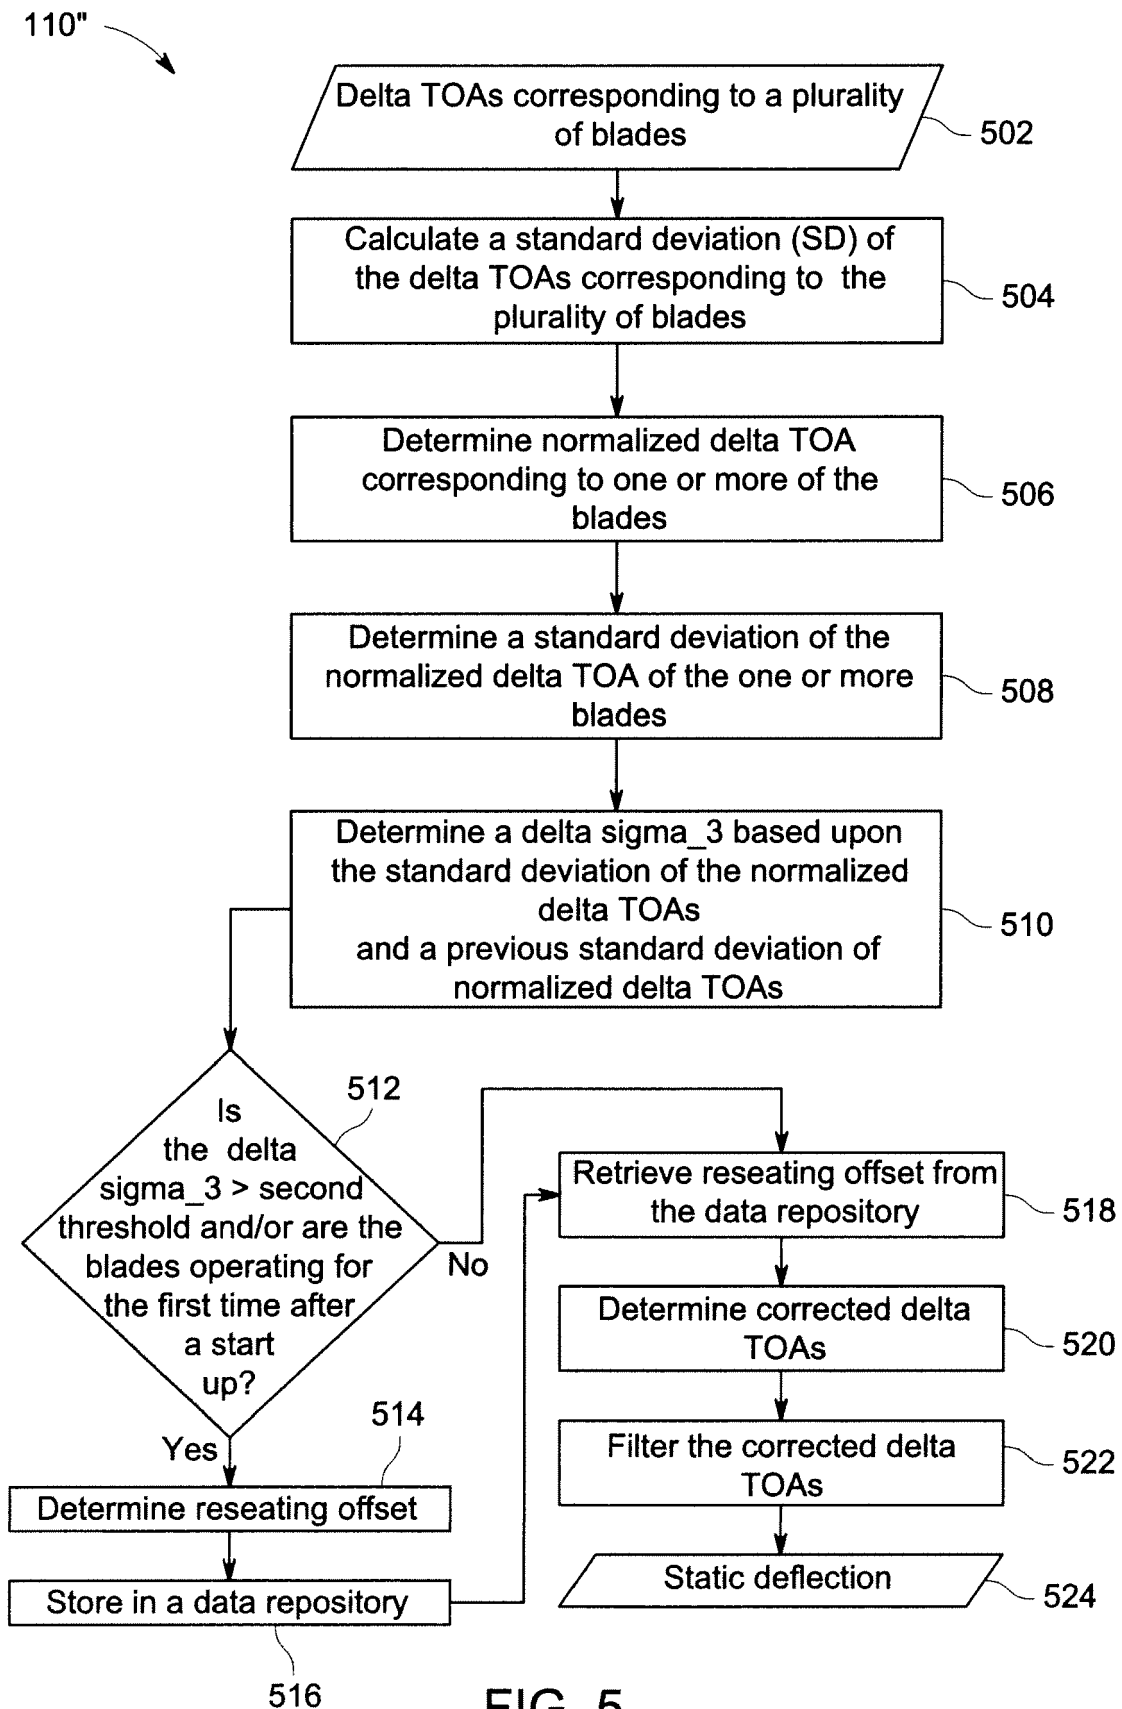 110"
Delta TOAs corresponding to a plurality
of blades
502
Calculate a standard deviation (SD) of
the delta TOAs corresponding to the
plurality of blades
504
Determine normalized delta TOA
corresponding to one or more of the
blades
506
Determine a standard deviation of the
normalized delta TOA of the one or more
blades
508
Determine a delta sigma_3 based upon
the standard deviation of the normalized
delta TOAs
and a previous standard deviation of
normalized delta TOAs
510
512
Is
the delta
sigma_3 > second
threshold and/or are the
blades operating for
the first time after
a start
up?
No
Yes
514
Determine reseating offset
Store in a data repository
516
Retrieve reseating offset from
the data repository
518
Determine corrected delta
TOAs
520
Filter the corrected delta
TOAs
522
Static deflection
524
FIG. 5